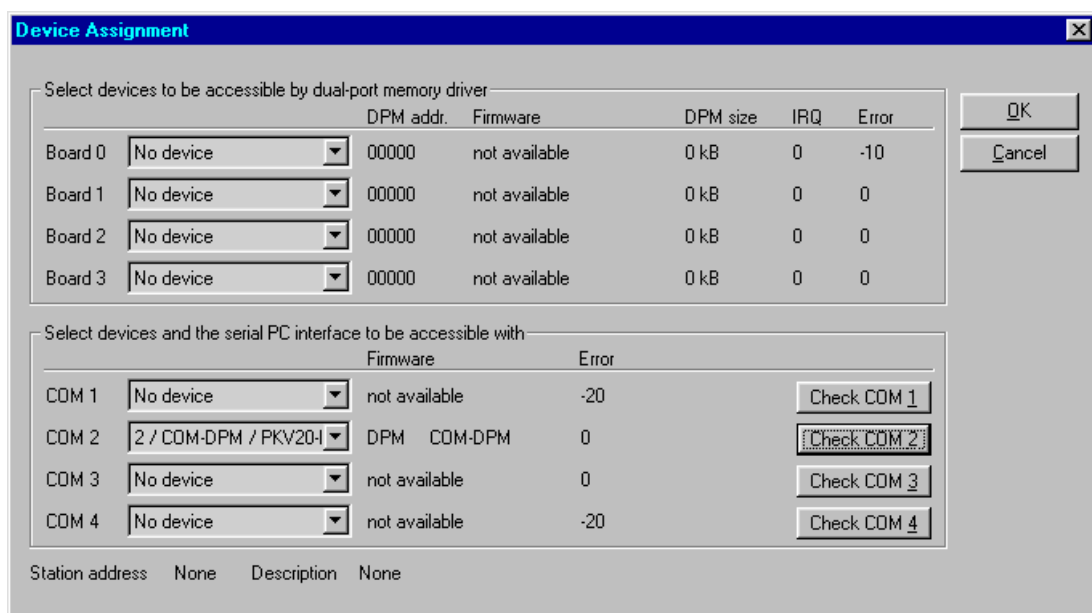 Device Assignment
Select devices to be accessible by dual-port memory driver
DPM addr. Firmware DPM size IRQ Error
Board 0 No device 00000 not available 0 kB 0 -10
Board 1 No device 00000 not available 0 kB 0 0
Board 2 No device 00000 not available 0 kB 0 0
Board 3 No device 00000 not available 0 kB 0 0
OK
Cancel
Select devices and the serial PC interface to be accessible with
Firmware Error
COM 1 No device not available -20 Check COM 1
COM 2 2 / COM-DPM / PKV20- DPM COM-DPM 0 Check COM 2
COM 3 No device not available 0 Check COM 3
COM 4 No device not available -20 Check COM 4
Station address None Description None